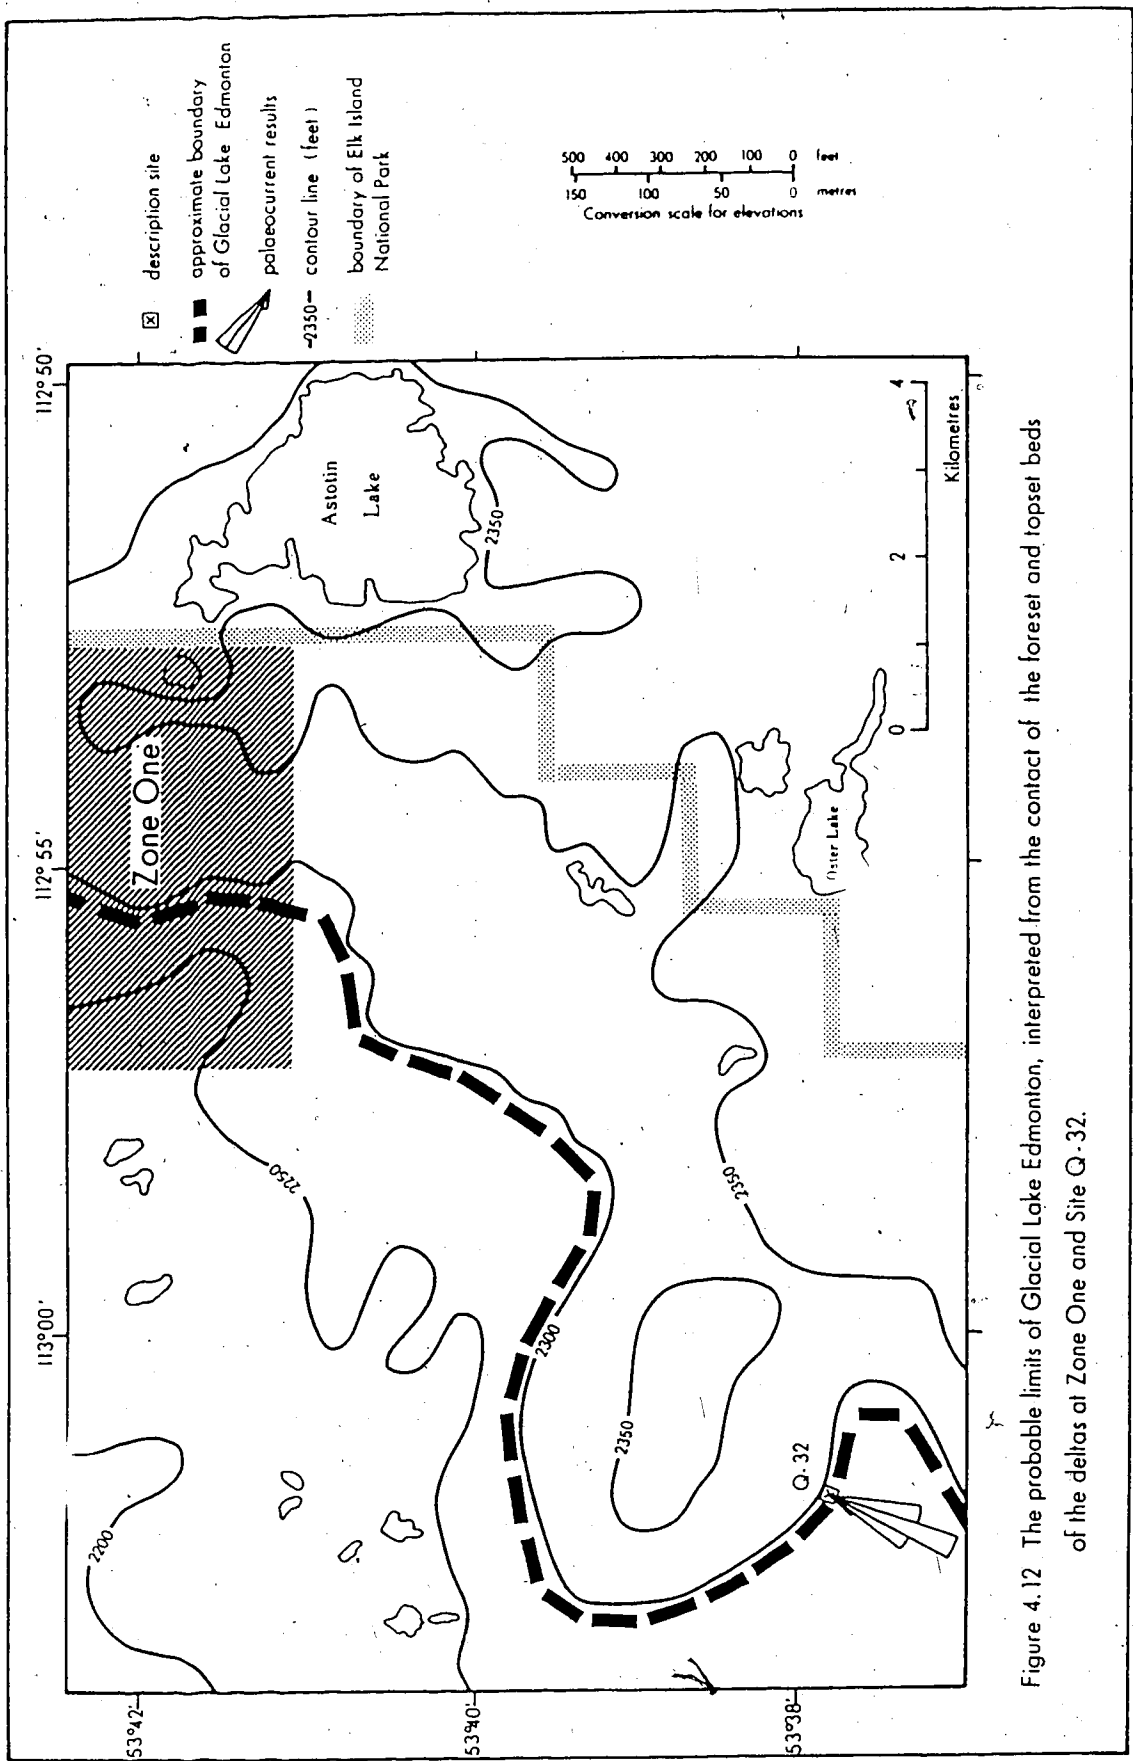 112°50'
112°55'
113°00'
53°42'
53°40'
53°38'
Zone One
Astotin
Lake
2350
2250
2300
2350
2350
2200
Q-32
Oster Lake
0 2 4
Kilometres
description site
approximate boundary
of Glacial Lake Edmonton
palaeocurrent results
-2350- contour line (feet)
boundary of Elk Island
National Park
500 400 300 200 100 0 feet
150 100 50 0 metres
Conversion scale for elevations
Figure 4.12 The probable limits of Glacial Lake Edmonton, interpreted from the contact of the foreset and topset beds
of the deltas at Zone One and Site Q-32.